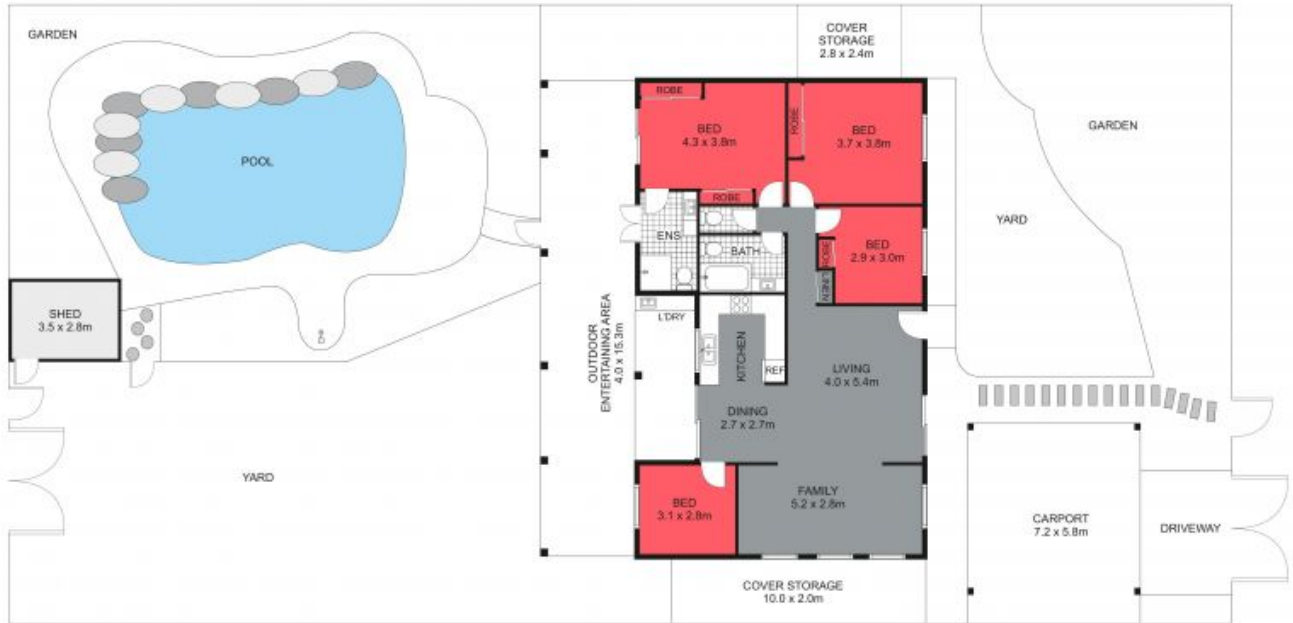 GARDEN
COVER
STORAGE
2.8 x 2.4m
ROBE
BED
4.3 x 3.8m
ROBE
BED
3.7 x 3.8m
GARDEN
POOL
ROBE
YARD
ENS
BATH
ROBE
BED
2.9 x 3.0m
LINEN
SHED
3.5 x 2.8m
L'DRY
OUTDOOR
ENTERTAINING AREA
4.0 x 15.3m
KITCHEN
REF
LIVING
4.0 x 5.4m
DINING
2.7 x 2.7m
YARD
BED
3.1 x 2.8m
FAMILY
5.2 x 2.8m
CARPORT
7.2 x 5.8m
DRIVEWAY
COVER STORAGE
10.0 x 2.0m